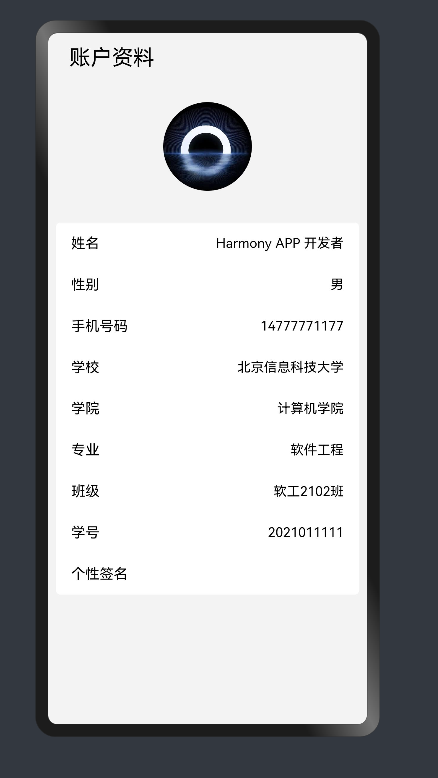 账户资料
姓名 Harmony APP 开发者
性别 男
手机号码 14777771177
学校 北京信息科技大学
学院 计算机学院
专业 软件工程
班级 软工2102班
学号 2021011111
个性签名